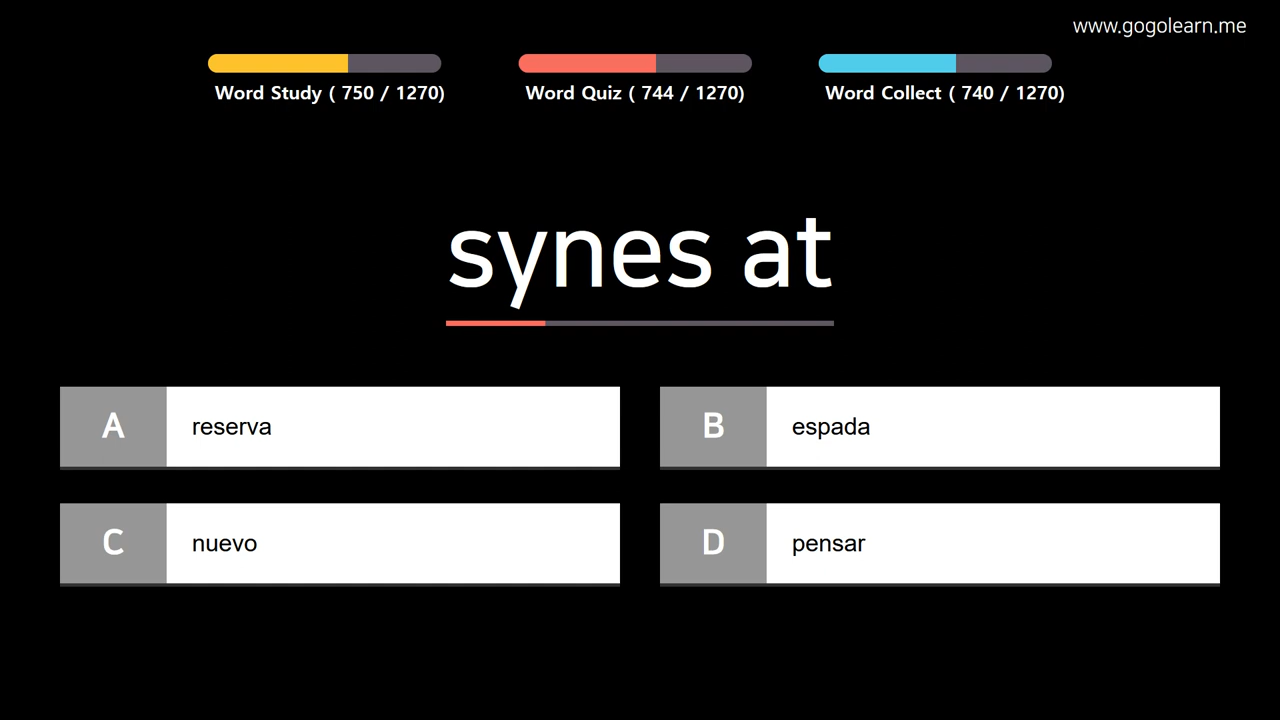 www.gogolearn.me
Word Study ( 750 / 1270)
Word Quiz ( 744 / 1270)
Word Collect ( 740 / 1270)
synes at
A reserva
B espada
C nuevo
D pensar